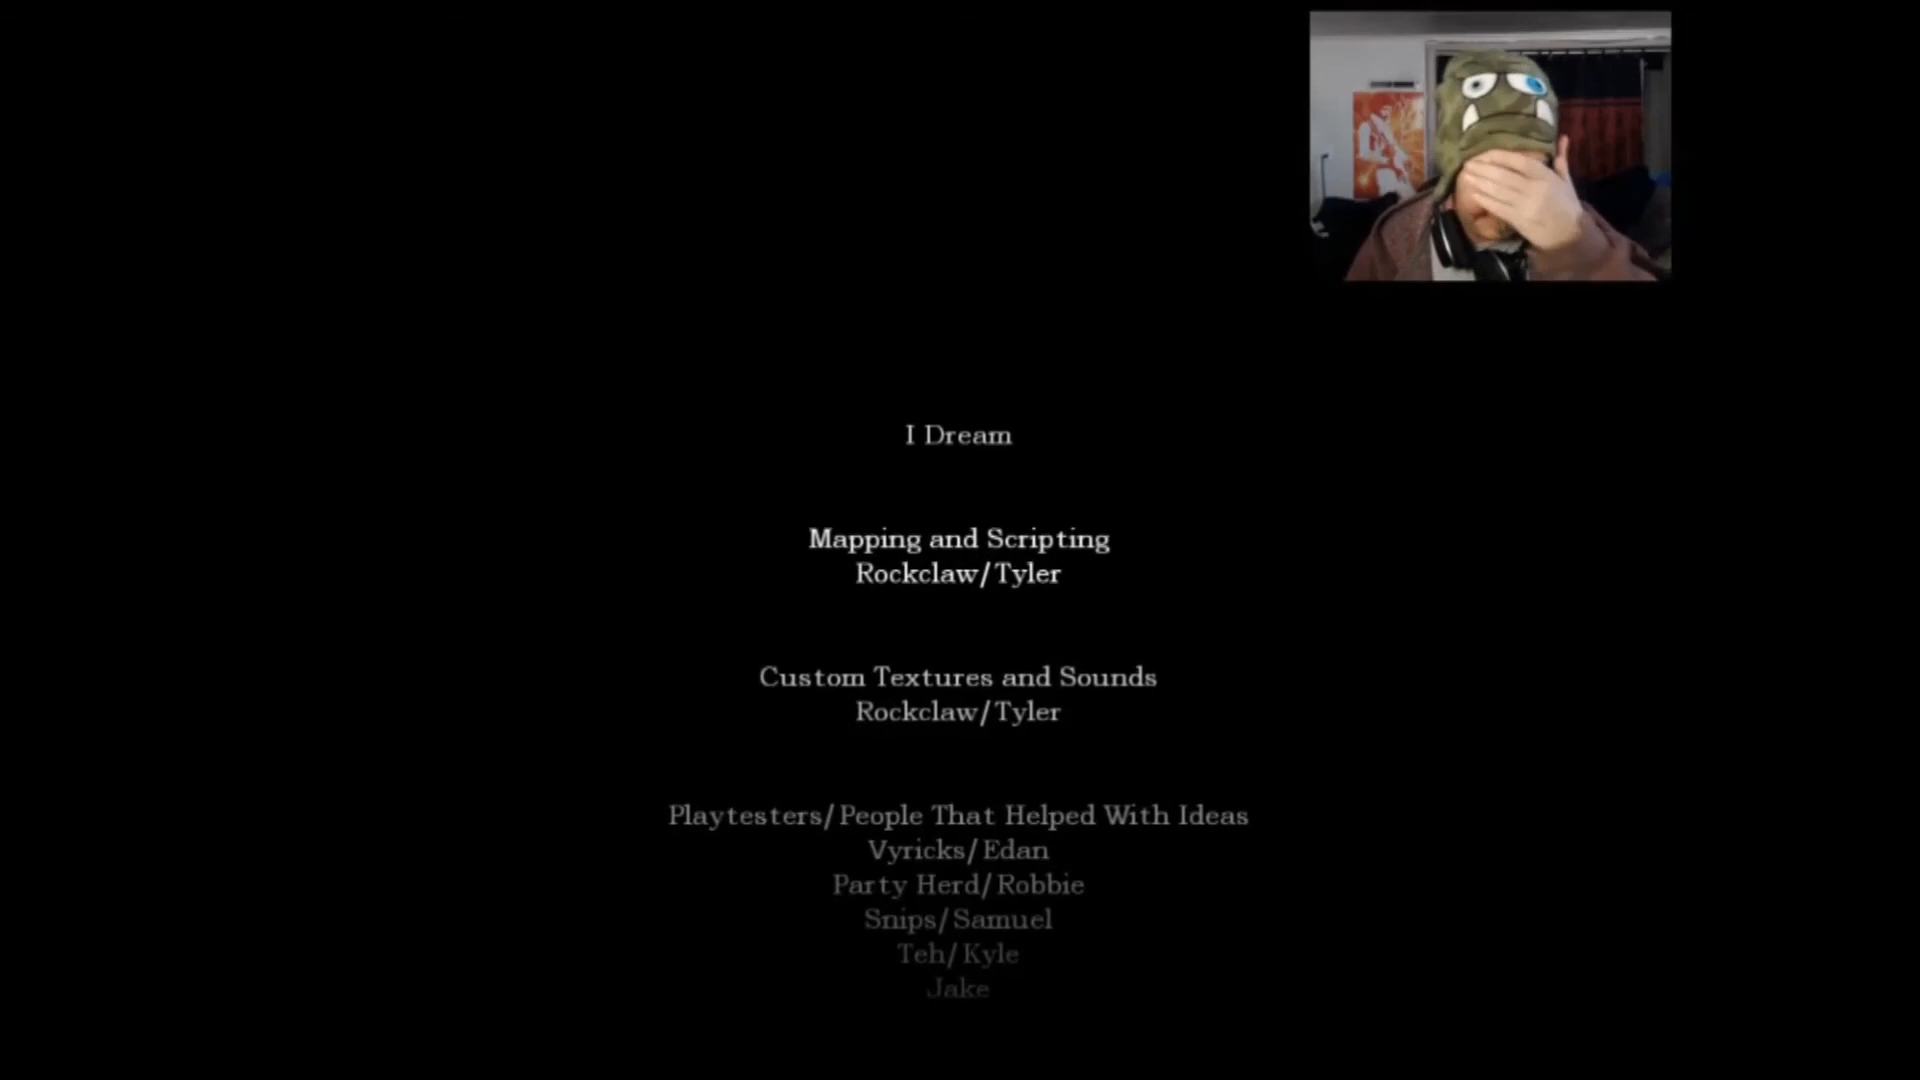 I Dream
Mapping and Scripting
Rockclaw/Tyler
Custom Textures and Sounds
Rockclaw/Tyler
Playtesters/People That Helped With Ideas
Vyricks/Edan
Party Herd/Robbie
Snips/Samuel
Teh/Kyle
Jake